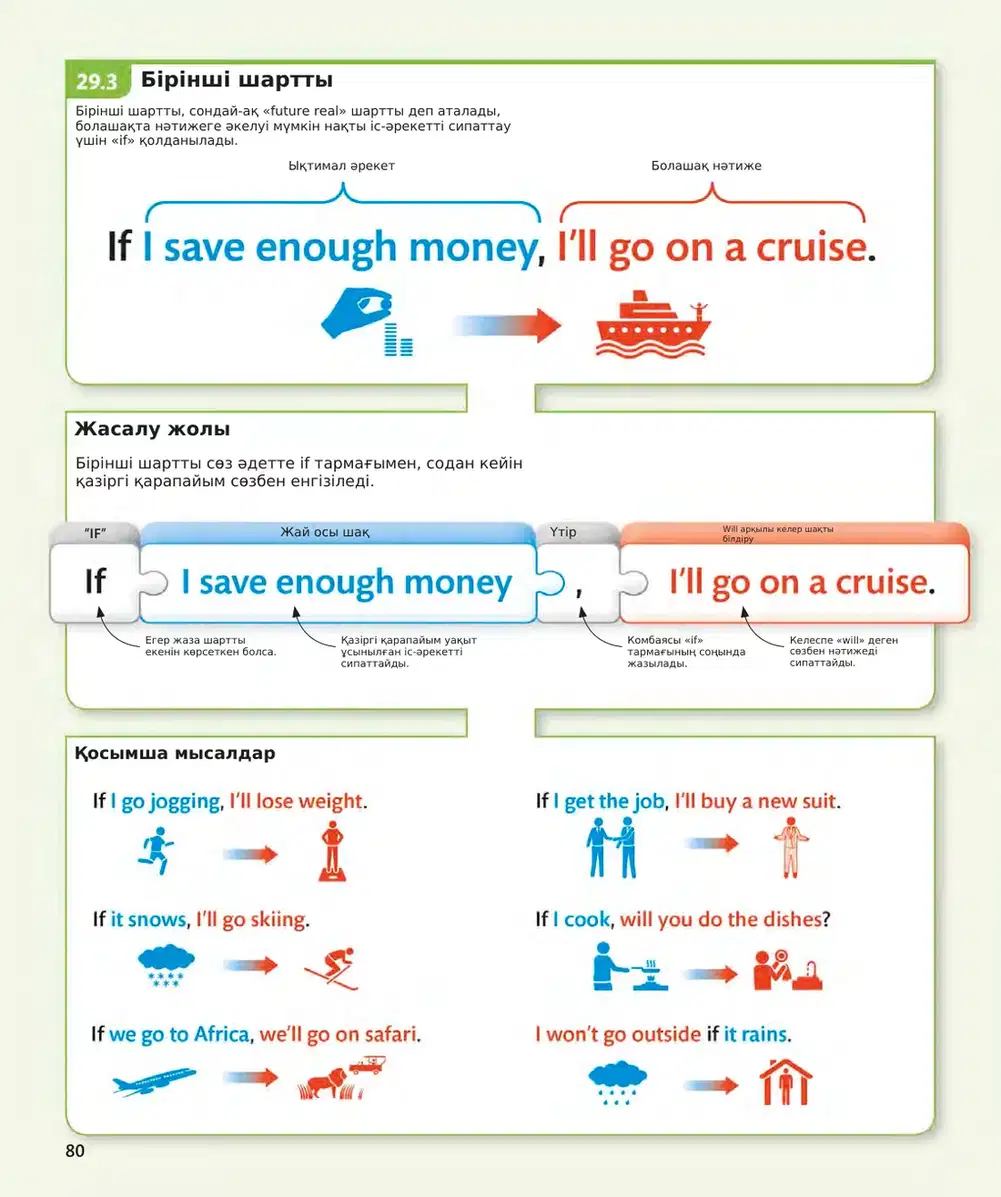 29.3 Бірінші шартты
Бірінші шартты, сондай-ақ «future real» шартты деп аталады,
болашақта нәтижеге әкелуі мүмкін нақты іс-әрекетті сипаттау
үшін «if» қолданылады.
Ықтимал әрекет Болашақ нәтиже
If I save enough money, I’ll go on a cruise.
Жасалу жолы
Бірінші шартты сөз әдетте if тармағымен, содан кейін
қазіргі қарапайым сөзбен енгізіледі.
"IF" Жай осы шақ Үтір Will арқылы келер шақты
білдіру
If I save enough money , I’ll go on a cruise.
Егер жаза шартты
екенін көрсеткен болса.
Қазіргі қарапайым уақыт
ұсынылған іс-әрекетті
сипаттайды.
Комбаясы «if»
тармағының соңында
жазылады.
Келеспе «will» деген
сөзбен нәтижеді
сипаттайды.
Қосымша мысалдар
If I go jogging, I’ll lose weight.
If I get the job, I’ll buy a new suit.
If it snows, I’ll go skiing.
If I cook, will you do the dishes?
If we go to Africa, we’ll go on safari.
I won’t go outside if it rains.
80